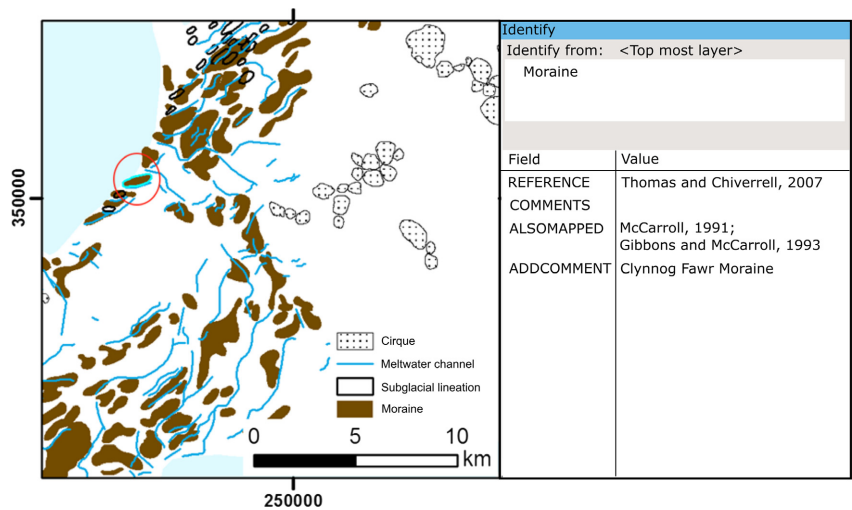 350000
250000
Cirque
Meltwater channel
Subglacial lineation
Moraine
0 5 10
km
Identify
Identify from: <Top most layer>
Moraine
Field Value
REFERENCE Thomas and Chiverrell, 2007
COMMENTS
ALSOMAPPED McCarroll, 1991;
Gibbons and McCarroll, 1993
ADDCOMMENT Clynnog Fawr Moraine